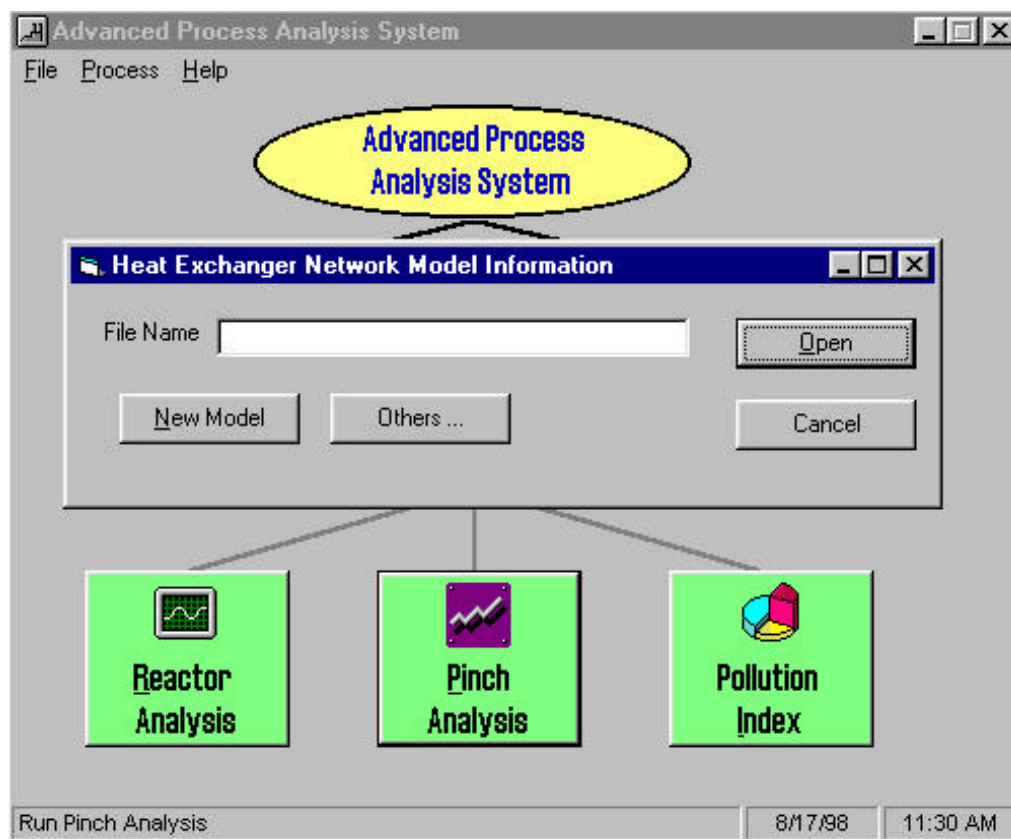 Advanced Process Analysis System
File Process Help
Advanced Process
Analysis System
Heat Exchanger Network Model Information
File Name
Open
New Model
Others ...
Cancel
Reactor
Analysis
Pinch
Analysis
Pollution
Index
Run Pinch Analysis
8/17/98
11:30 AM